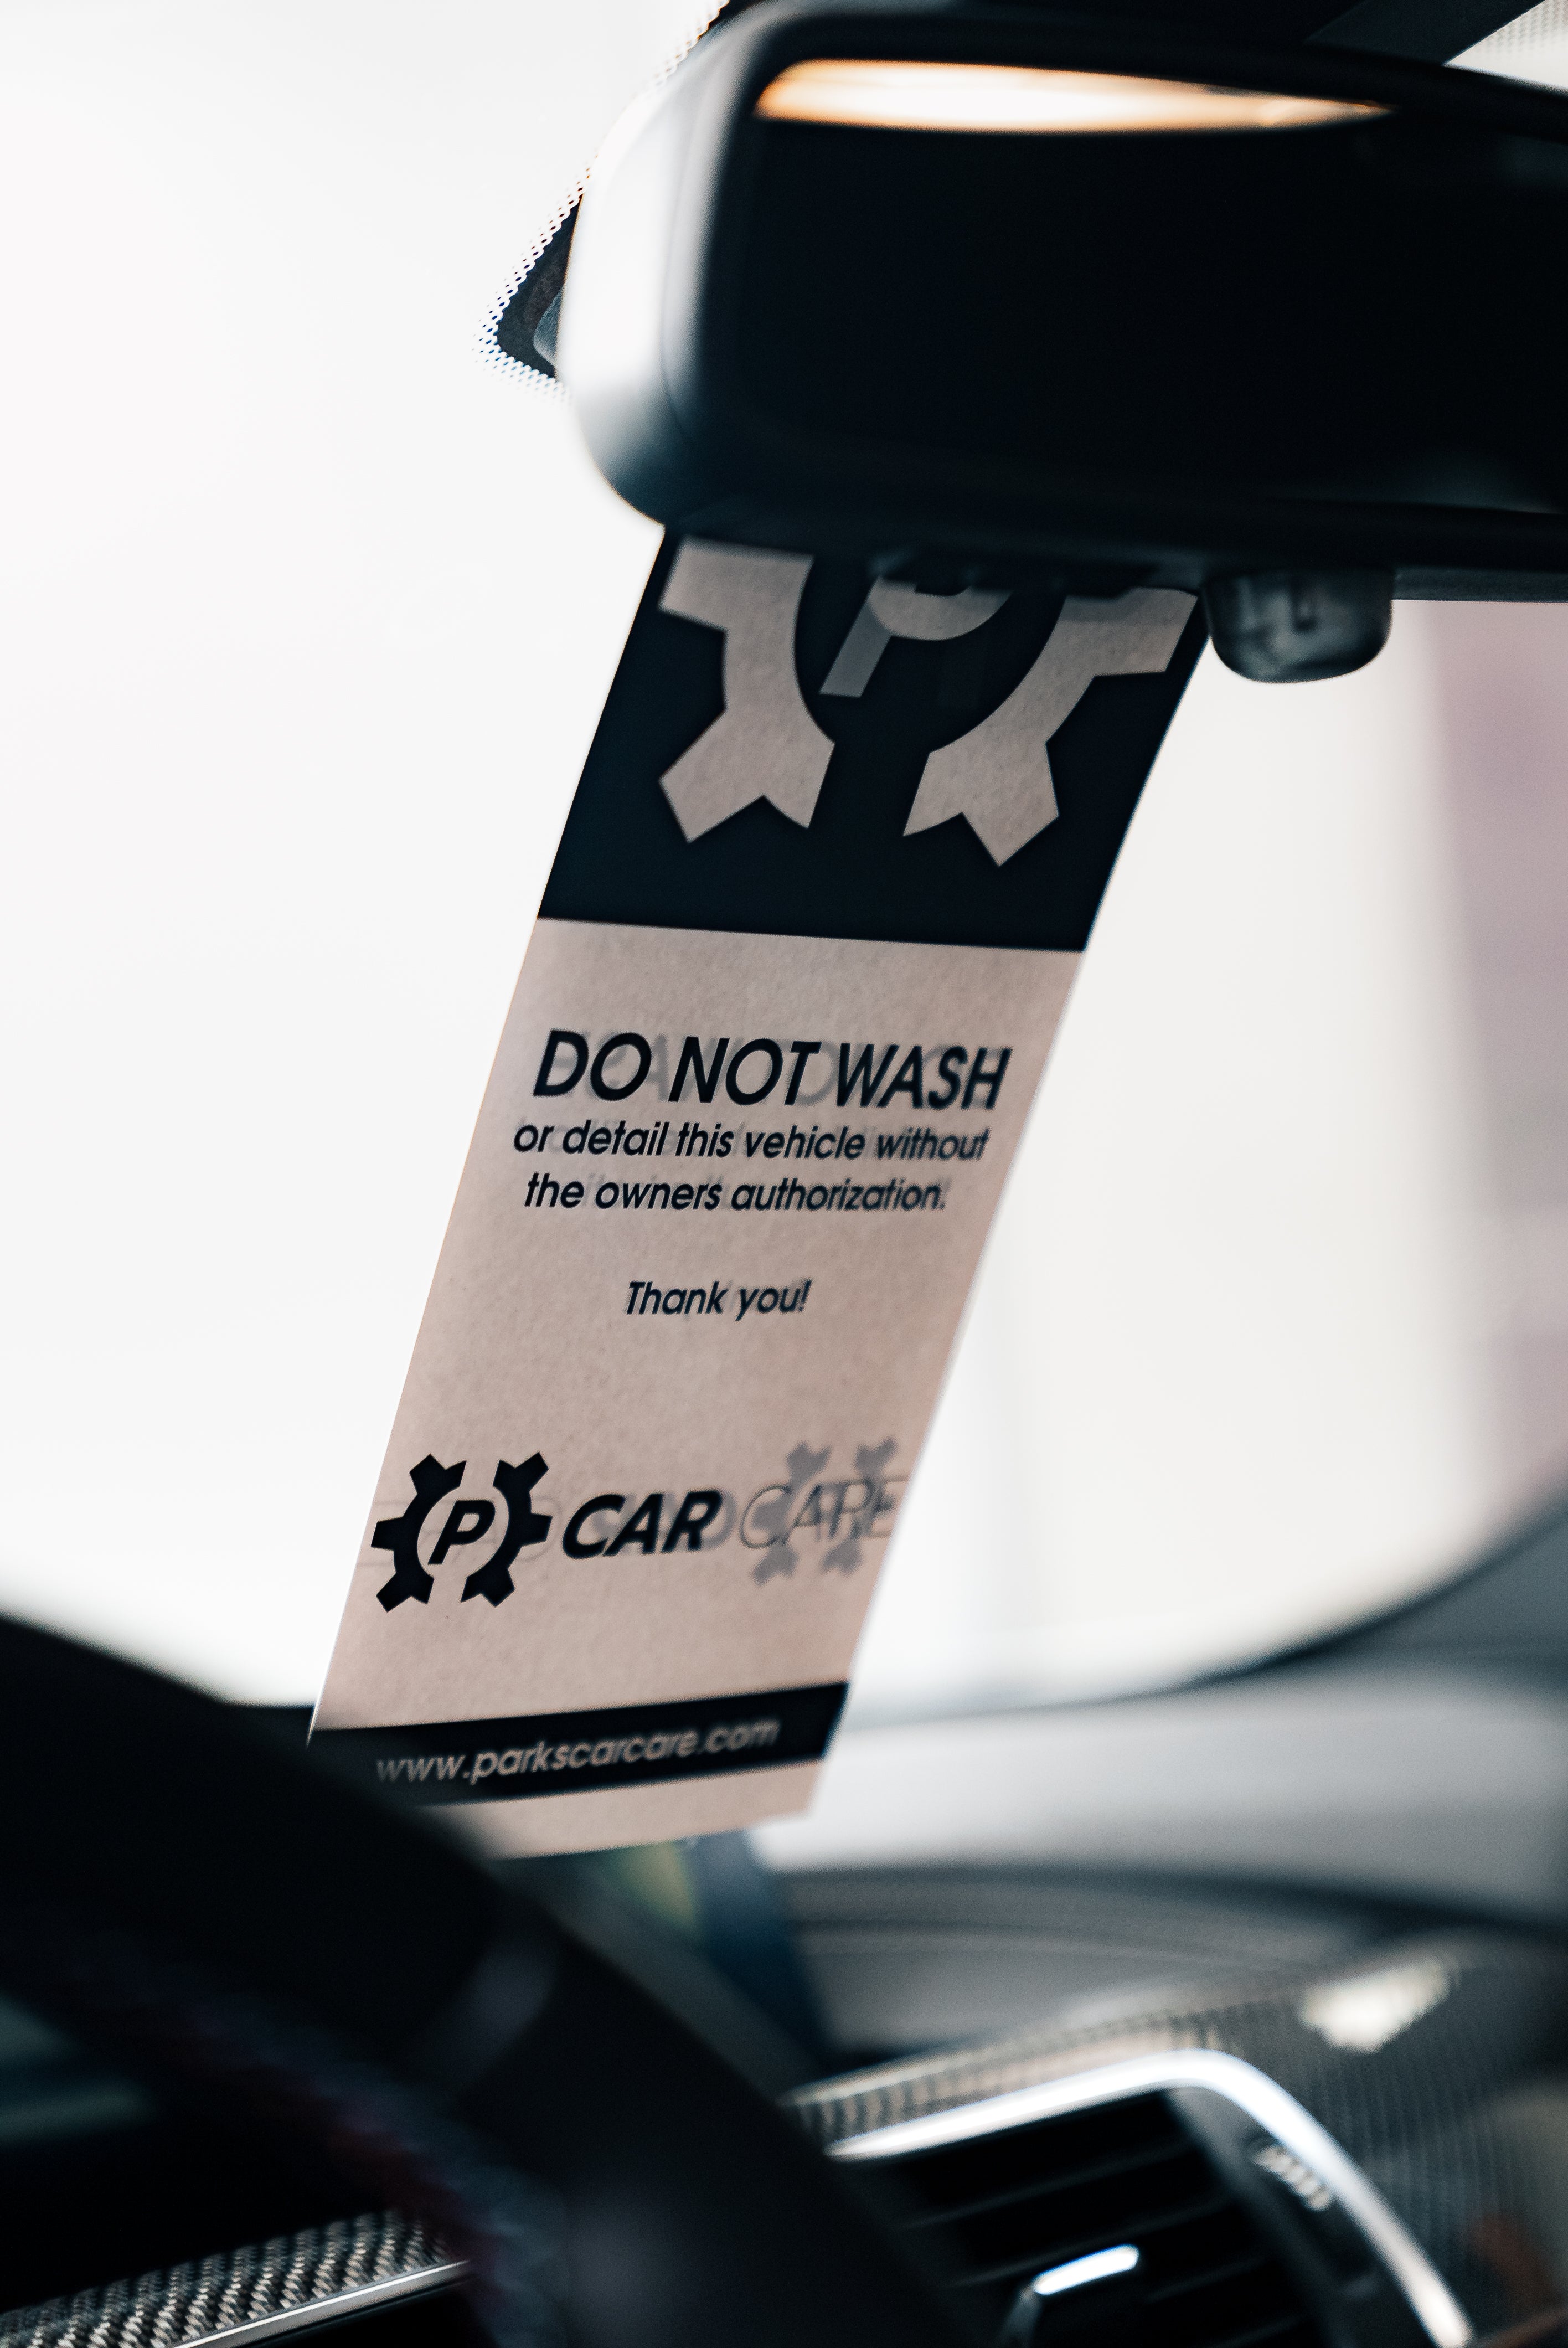 P
DO NOT WASH
or detail this vehicle without
the owners authorization.
Thank you!
P CAR CARE
www.parkscarcare.com